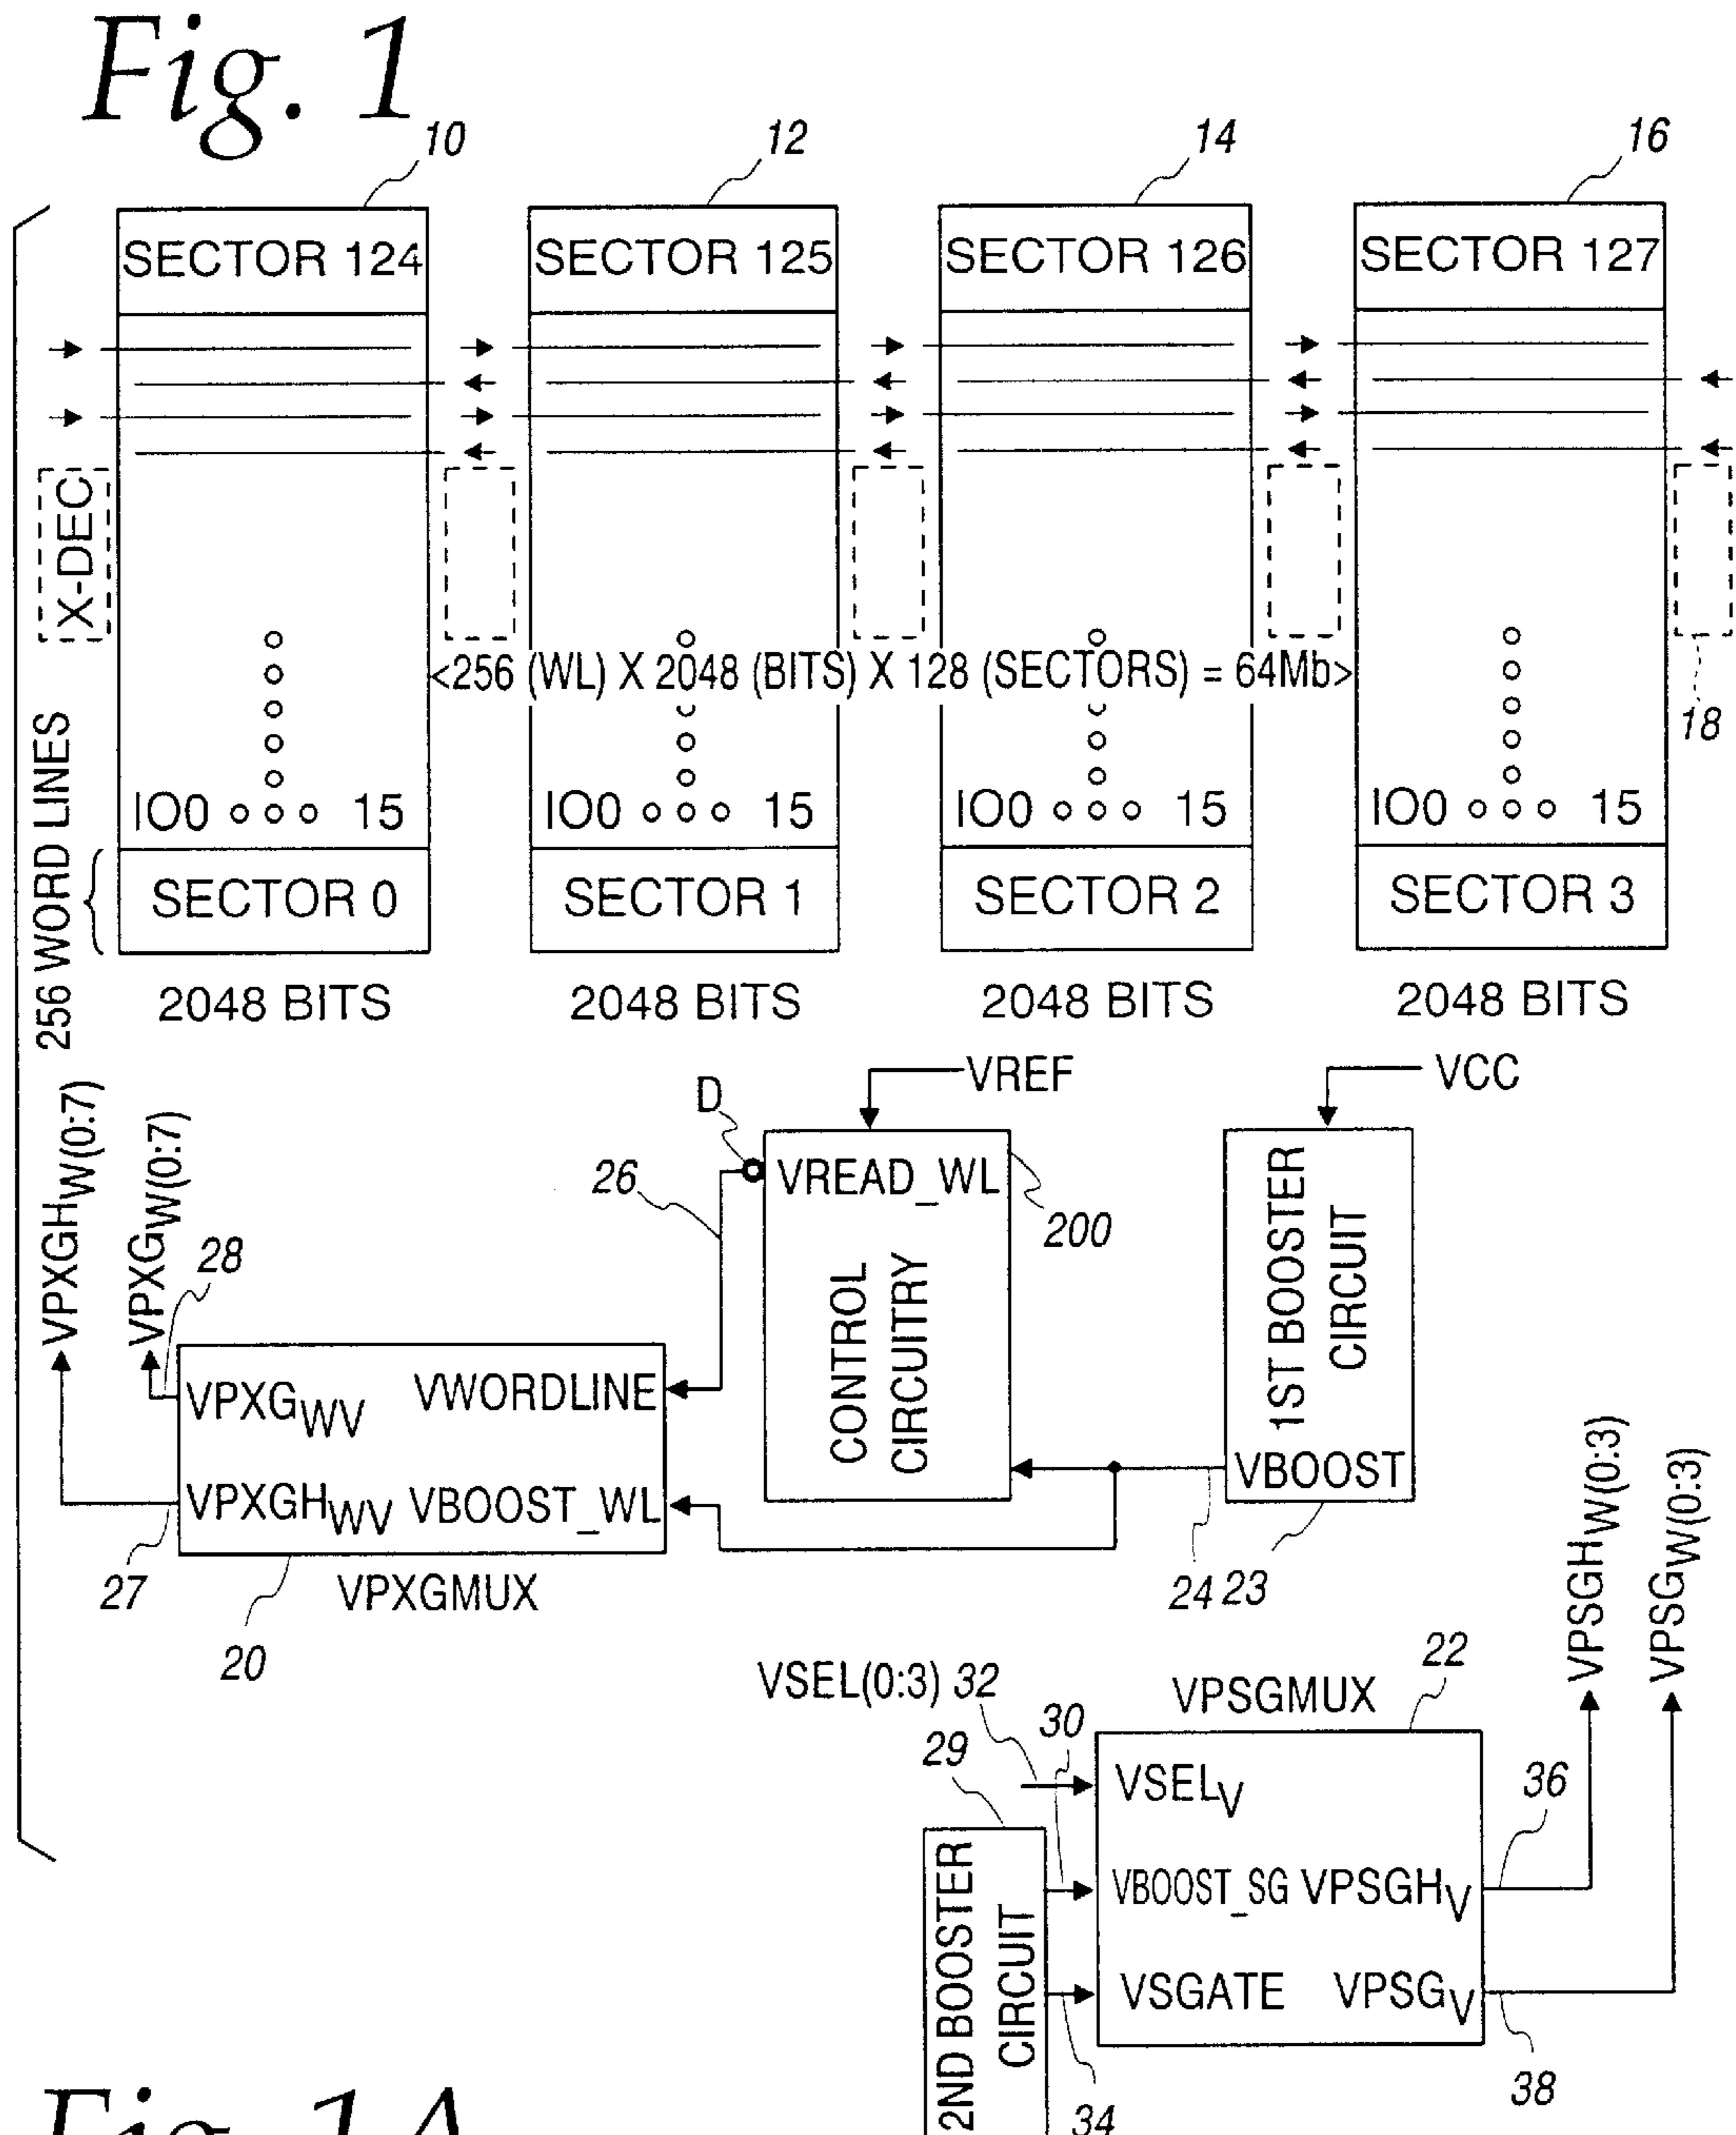 Fig. 1
10
12
14
16
SECTOR 124
SECTOR 125
SECTOR 126
SECTOR 127
X-DEC
<256 (WL) X 2048 (BITS) X 128 (SECTORS) = 64Mb>
18
256 WORD LINES
IO0 15
IO0 15
IO0 15
IO0 15
SECTOR 0
SECTOR 1
SECTOR 2
SECTOR 3
2048 BITS
2048 BITS
2048 BITS
2048 BITS
VPXGHW(0:7)
VPXGW(0:7)
28
26
D
VREF
VREAD_WL
200
CONTROL
CIRCUITRY
VCC
1ST BOOSTER
CIRCUIT
VBOOST
24
23
VPXGWV
VWORDLINE
VPXGHWV
VBOOST_WL
27
20
VPXGMUX
VPSGHW(0:3)
VPSGW(0:3)
VSEL(0:3)
32
VPSGMUX
22
29
30
VSELV
VBOOST_SG
VPSGHV
36
VSGATE
VPSGV
38
34
2ND BOOSTER
CIRCUIT
Fig. 1A